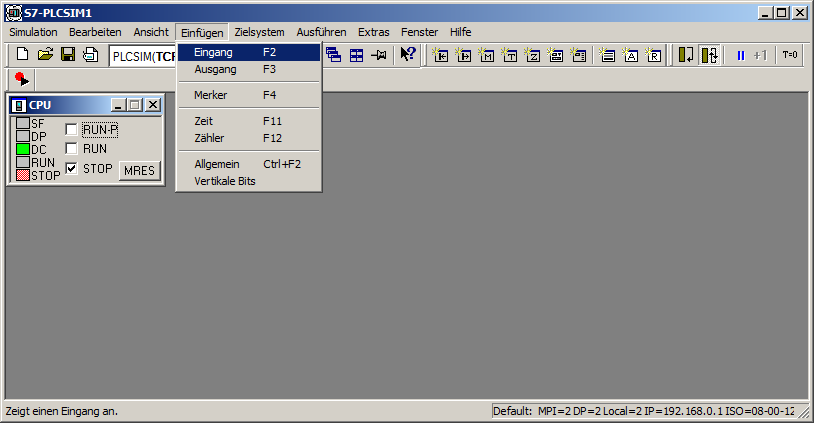 S7-PLCSIM1
Simulation Bearbeiten Ansicht Einfügen Zielsystem Ausführen Extras Fenster Hilfe
PLCSIM(TCP
+1 T=0
Eingang F2
Ausgang F3
Merker F4
Zeit F11
Zähler F12
Allgemein Ctrl+F2
Vertikale Bits
CPU
SF
DP
DC
RUN
STOP
RUN-P
RUN
STOP
MRES
Zeigt einen Eingang an.
Default: MPI=2 DP=2 Local=2 IP=192.168.0.1 ISO=08-00-12